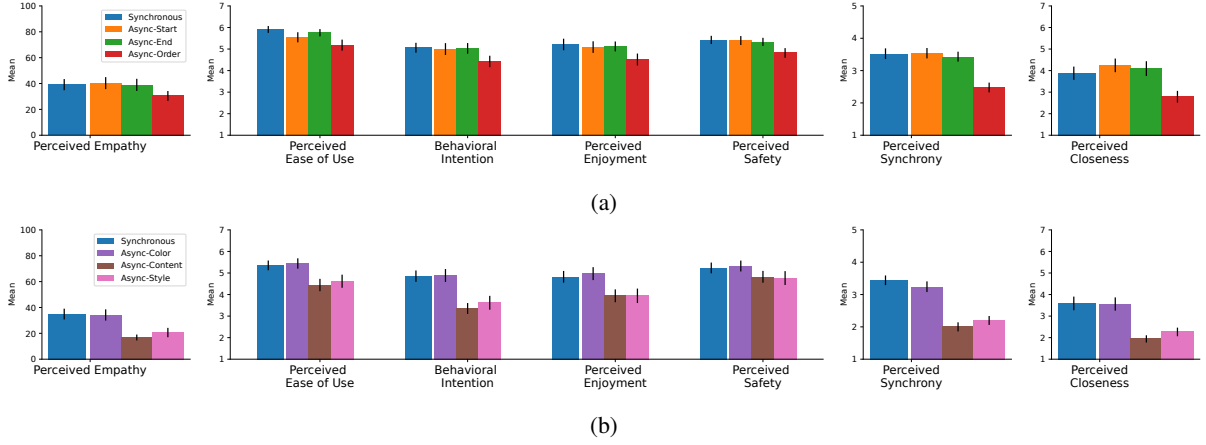 100
80
60
40
20
0
Mean
Synchronous
Async-Start
Async-End
Async-Order
Perceived Empathy
7
6
5
4
3
2
1
Mean
Perceived
Ease of Use
Behavioral
Intention
Perceived
Enjoyment
Perceived
Safety
5
4
3
2
1
Mean
Perceived
Synchrony
7
6
5
4
3
2
1
Mean
Perceived
Closeness
(a)
100
80
60
40
20
0
Mean
Synchronous
Async-Color
Async-Content
Async-Style
Perceived Empathy
7
6
5
4
3
2
1
Mean
Perceived
Ease of Use
Behavioral
Intention
Perceived
Enjoyment
Perceived
Safety
5
4
3
2
1
Mean
Perceived
Synchrony
7
6
5
4
3
2
1
Mean
Perceived
Closeness
(b)